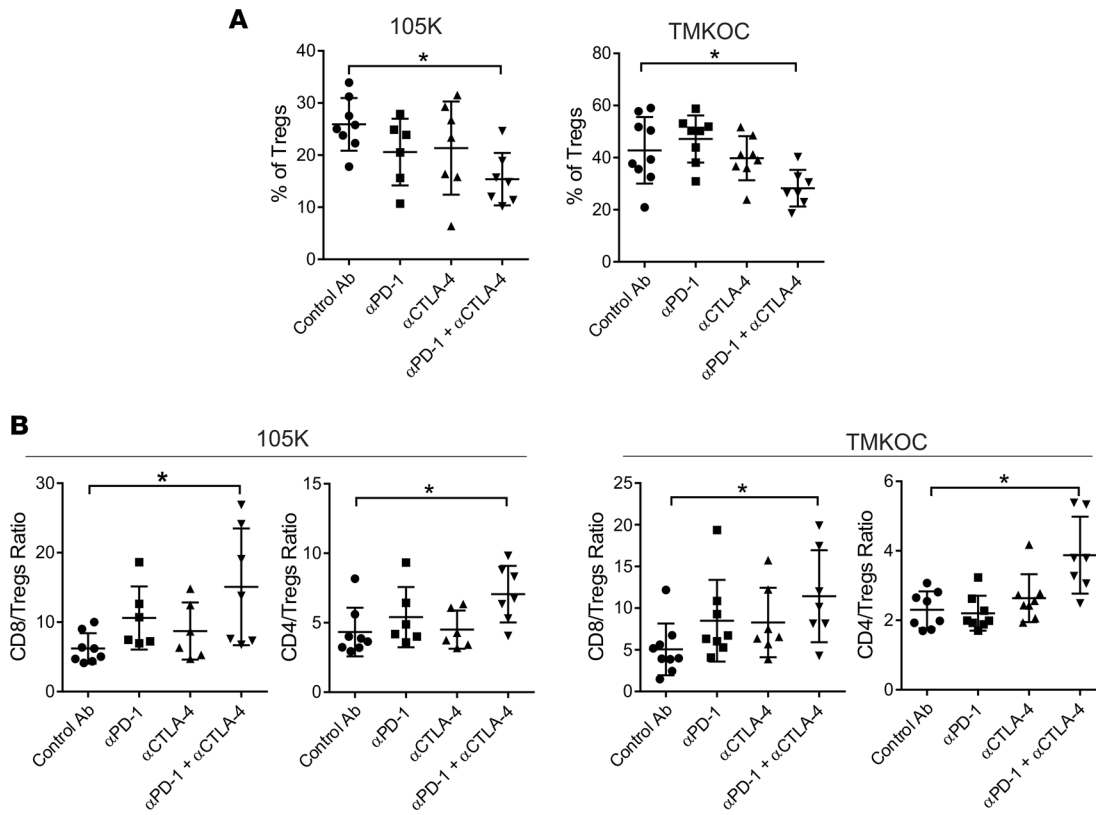 A
105K
TMKOC
*
*
% of Tregs
40
30
20
10
0
% of Tregs
80
60
40
20
0
Control Ab
αPD-1
αCTLA-4
αPD-1 + αCTLA-4
Control Ab
αPD-1
αCTLA-4
αPD-1 + αCTLA-4
B
105K
TMKOC
*
*
*
*
CD8/Tregs Ratio
30
20
10
0
CD4/Tregs Ratio
15
10
5
0
CD8/Tregs Ratio
25
20
15
10
5
0
CD4/Tregs Ratio
6
4
2
0
Control Ab
αPD-1
αCTLA-4
αPD-1 + αCTLA-4
Control Ab
αPD-1
αCTLA-4
αPD-1 + αCTLA-4
Control Ab
αPD-1
αCTLA-4
αPD-1 + αCTLA-4
Control Ab
αPD-1
αCTLA-4
αPD-1 + αCTLA-4